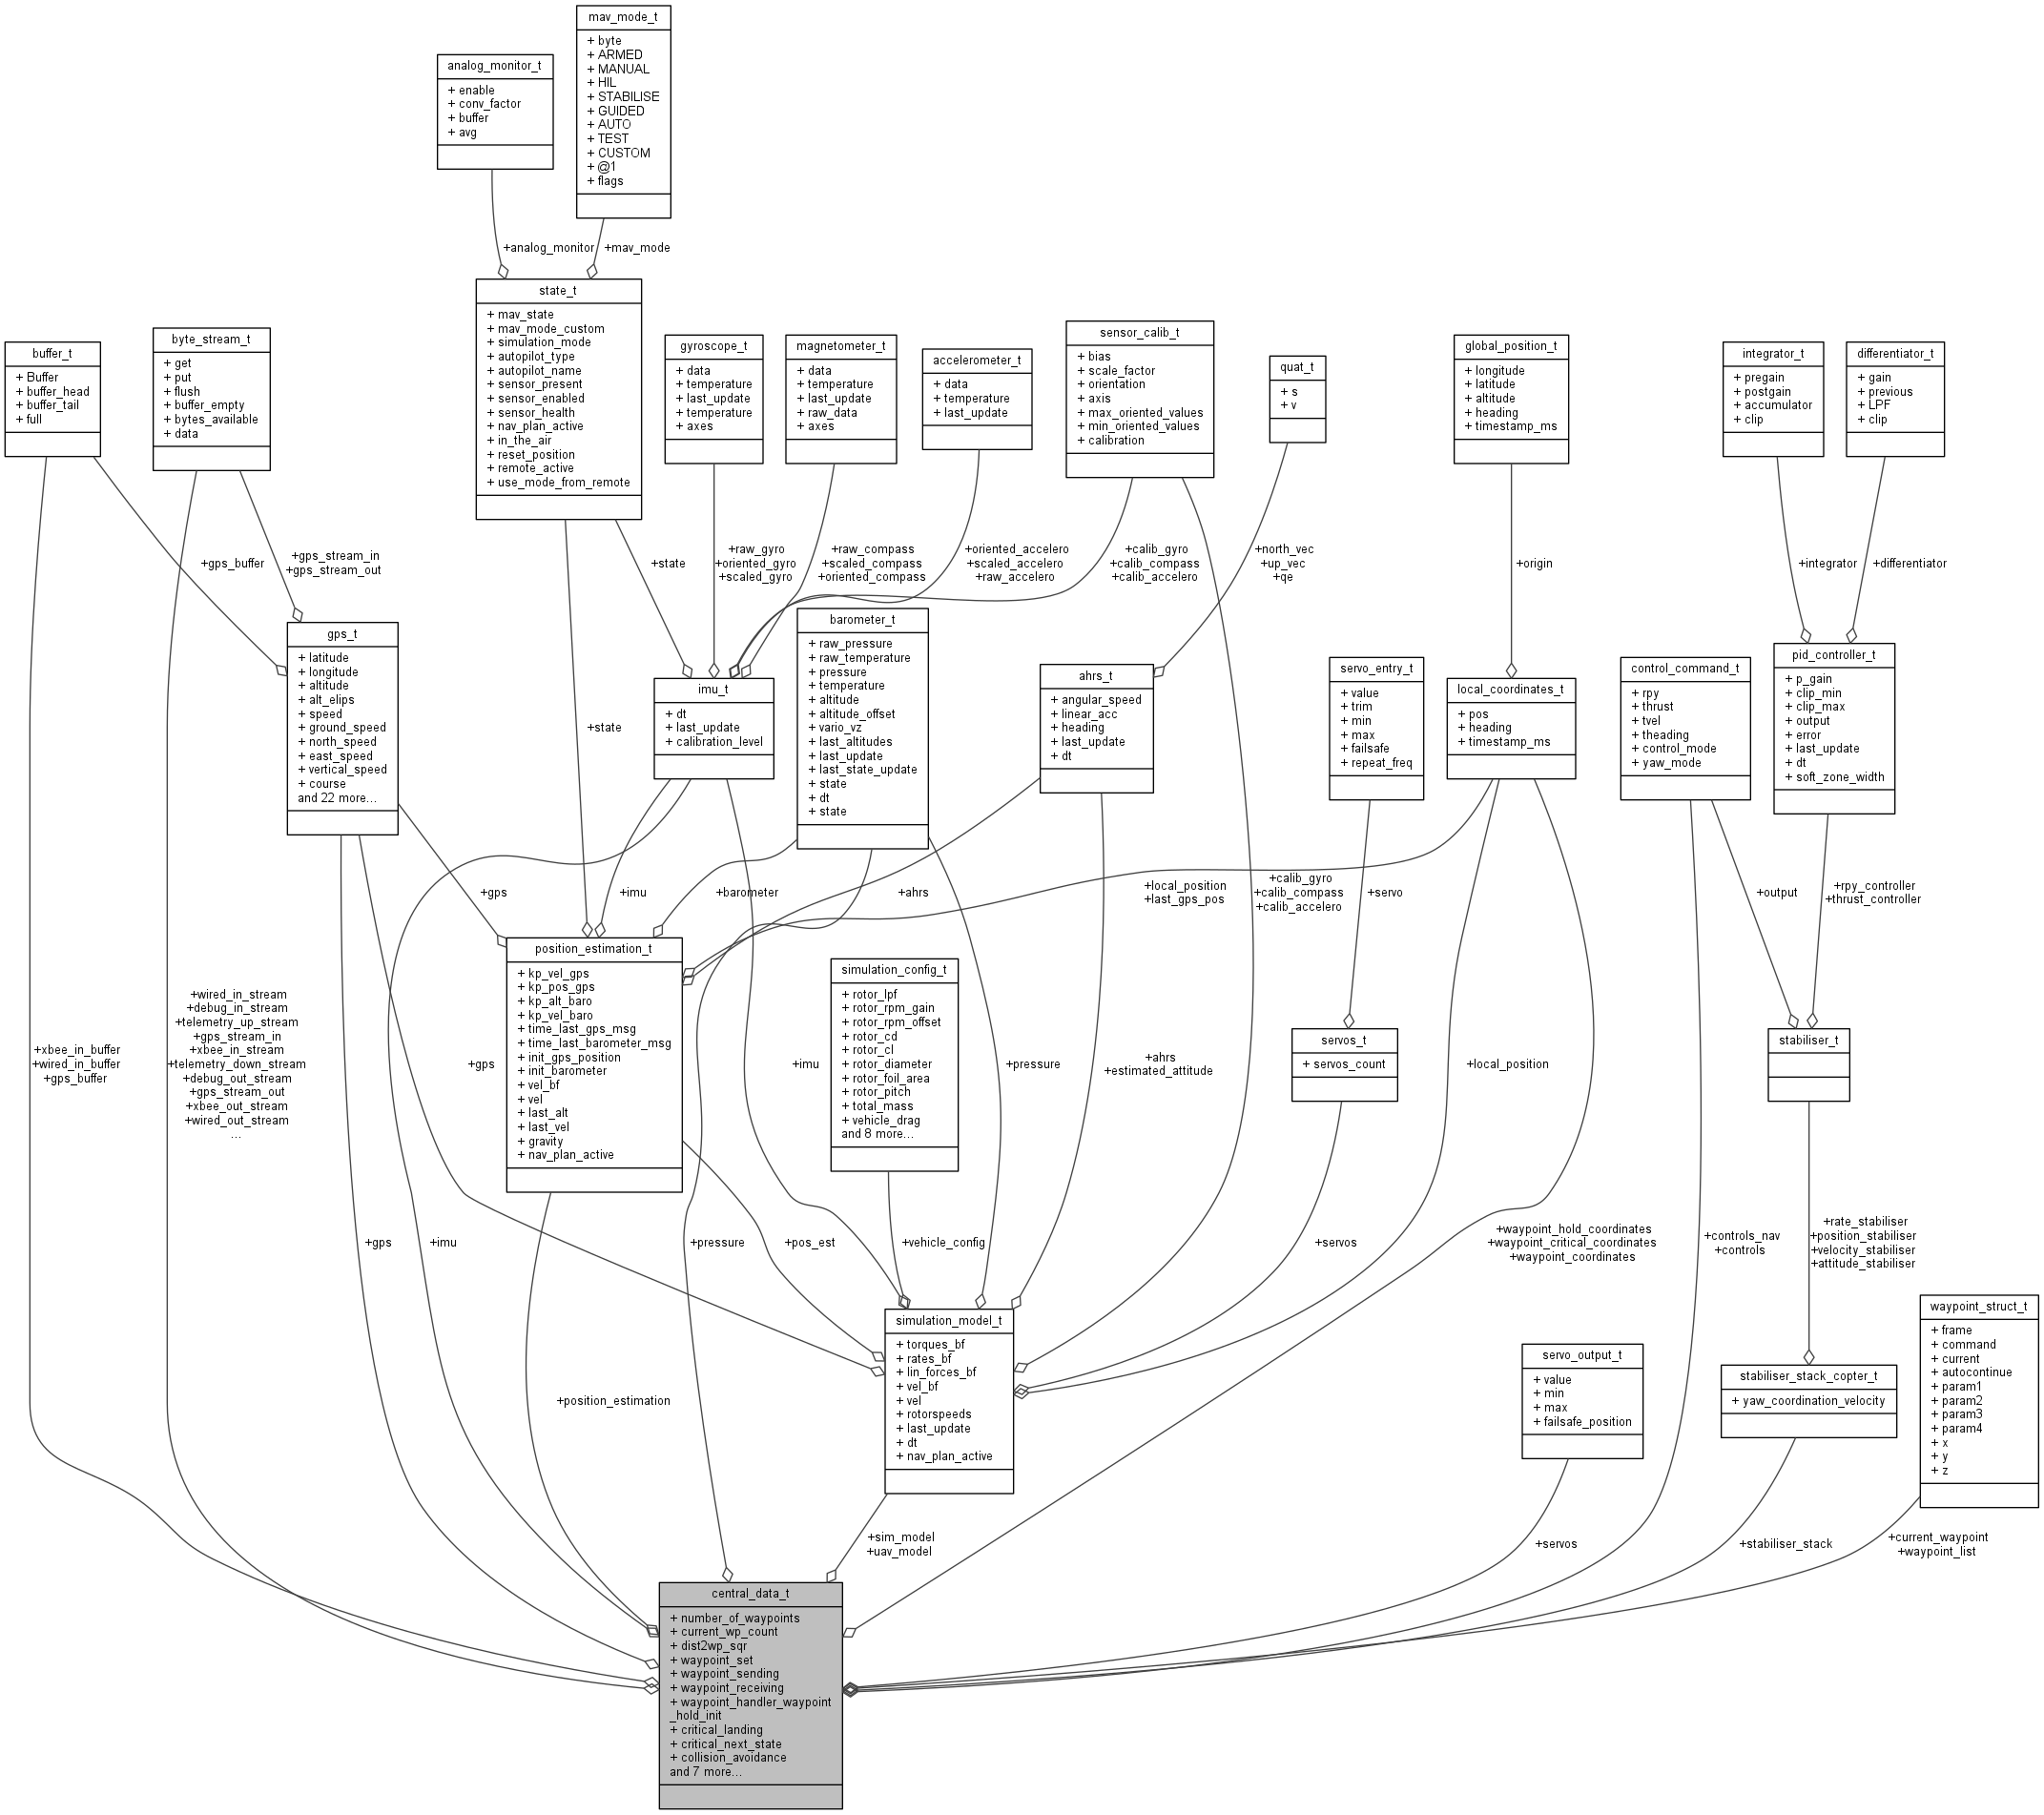 mav_mode_t
+ byte
+ ARMED
+ MANUAL
+ HIL
+ STABILISE
+ GUIDED
+ AUTO
+ TEST
+ CUSTOM
+ @1
+ flags
analog_monitor_t
+ enable
+ conv_factor
+ buffer
+ avg
+analog_monitor
+mav_mode
state_t
+ mav_state
+ mav_mode_custom
+ simulation_mode
+ autopilot_type
+ autopilot_name
+ sensor_present
+ sensor_enabled
+ sensor_health
+ nav_plan_active
+ in_the_air
+ reset_position
+ remote_active
+ use_mode_from_remote
buffer_t
+ Buffer
+ buffer_head
+ buffer_tail
+ full
byte_stream_t
+ get
+ put
+ flush
+ buffer_empty
+ bytes_available
+ data
gyroscope_t
+ data
+ temperature
+ last_update
+ temperature
+ axes
magnetometer_t
+ data
+ temperature
+ last_update
+ raw_data
+ axes
accelerometer_t
+ data
+ temperature
+ last_update
sensor_calib_t
+ bias
+ scale_factor
+ orientation
+ axis
+ max_oriented_values
+ min_oriented_values
+ calibration
quat_t
+ s
+ v
global_position_t
+ longitude
+ latitude
+ altitude
+ heading
+ timestamp_ms
integrator_t
+ pregain
+ postgain
+ accumulator
+ clip
differentiator_t
+ gain
+ previous
+ LPF
+ clip
+gps_buffer
+gps_stream_in
+gps_stream_out
+state
+raw_gyro
+oriented_gyro
+scaled_gyro
+raw_compass
+scaled_compass
+oriented_compass
+oriented_accelero
+scaled_accelero
+raw_accelero
+calib_gyro
+calib_compass
+calib_accelero
+north_vec
+up_vec
+qe
+origin
+integrator
+differentiator
gps_t
+ latitude
+ longitude
+ altitude
+ alt_elips
+ speed
+ ground_speed
+ north_speed
+ east_speed
+ vertical_speed
+ course
and 22 more...
+state
imu_t
+ dt
+ last_update
+ calibration_level
barometer_t
+ raw_pressure
+ raw_temperature
+ pressure
+ temperature
+ altitude
+ altitude_offset
+ vario_vz
+ last_altitudes
+ last_update
+ last_state_update
+ state
+ dt
+ state
ahrs_t
+ angular_speed
+ linear_acc
+ heading
+ last_update
+ dt
servo_entry_t
+ value
+ trim
+ min
+ max
+ failsafe
+ repeat_freq
local_coordinates_t
+ pos
+ heading
+ timestamp_ms
control_command_t
+ rpy
+ thrust
+ tvel
+ theading
+ control_mode
+ yaw_mode
pid_controller_t
+ p_gain
+ clip_min
+ clip_max
+ output
+ error
+ last_update
+ dt
+ soft_zone_width
+gps
+imu
+barometer
+ahrs
+local_position
+last_gps_pos
+calib_gyro
+calib_compass
+calib_accelero
+servo
+output
+rpy_controller
+thrust_controller
position_estimation_t
+ kp_vel_gps
+ kp_pos_gps
+ kp_alt_baro
+ kp_vel_baro
+ time_last_gps_msg
+ time_last_barometer_msg
+ init_gps_position
+ init_barometer
+ vel_bf
+ vel
+ last_alt
+ last_vel
+ gravity
+ nav_plan_active
simulation_config_t
+ rotor_lpf
+ rotor_rpm_gain
+ rotor_rpm_offset
+ rotor_cd
+ rotor_cl
+ rotor_diameter
+ rotor_foil_area
+ rotor_pitch
+ total_mass
+ vehicle_drag
and 8 more...
servos_t
+ servos_count
stabiliser_t
+xbee_in_buffer
+wired_in_buffer
+gps_buffer
+wired_in_stream
+debug_in_stream
+telemetry_up_stream
+gps_stream_in
+xbee_in_stream
+telemetry_down_stream
+debug_out_stream
+gps_stream_out
+xbee_out_stream
+wired_out_stream
...
+gps
+imu
+pressure
+ahrs
+estimated_attitude
+local_position
+gps
+imu
+pressure
+pos_est
+vehicle_config
+servos
+waypoint_hold_coordinates
+waypoint_critical_coordinates
+waypoint_coordinates
+controls_nav
+controls
+rate_stabiliser
+position_stabiliser
+velocity_stabiliser
+attitude_stabiliser
simulation_model_t
+ torques_bf
+ rates_bf
+ lin_forces_bf
+ vel_bf
+ vel
+ rotorspeeds
+ last_update
+ dt
+ nav_plan_active
servo_output_t
+ value
+ min
+ max
+ failsafe_position
stabiliser_stack_copter_t
+ yaw_coordination_velocity
waypoint_struct_t
+ frame
+ command
+ current
+ autocontinue
+ param1
+ param2
+ param3
+ param4
+ x
+ y
+ z
+position_estimation
+sim_model
+uav_model
+servos
+stabiliser_stack
+current_waypoint
+waypoint_list
central_data_t
+ number_of_waypoints
+ current_wp_count
+ dist2wp_sqr
+ waypoint_set
+ waypoint_sending
+ waypoint_receiving
+ waypoint_handler_waypoint
_hold_init
+ critical_landing
+ critical_next_state
+ collision_avoidance
and 7 more...